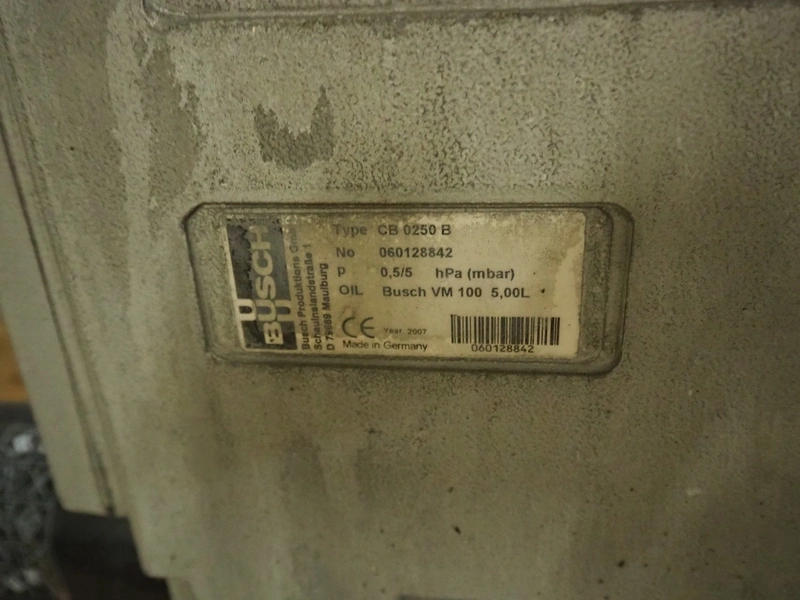 BUSCH
Busch Produktions GmbH
Schauinslandstraße 1
D 79689 Maulburg
Type CB 0250 B
No 060128842
p 0,5/5 hPa (mbar)
OIL Busch VM 100 5,00L
CE Year. 2007
Made in Germany
060128842